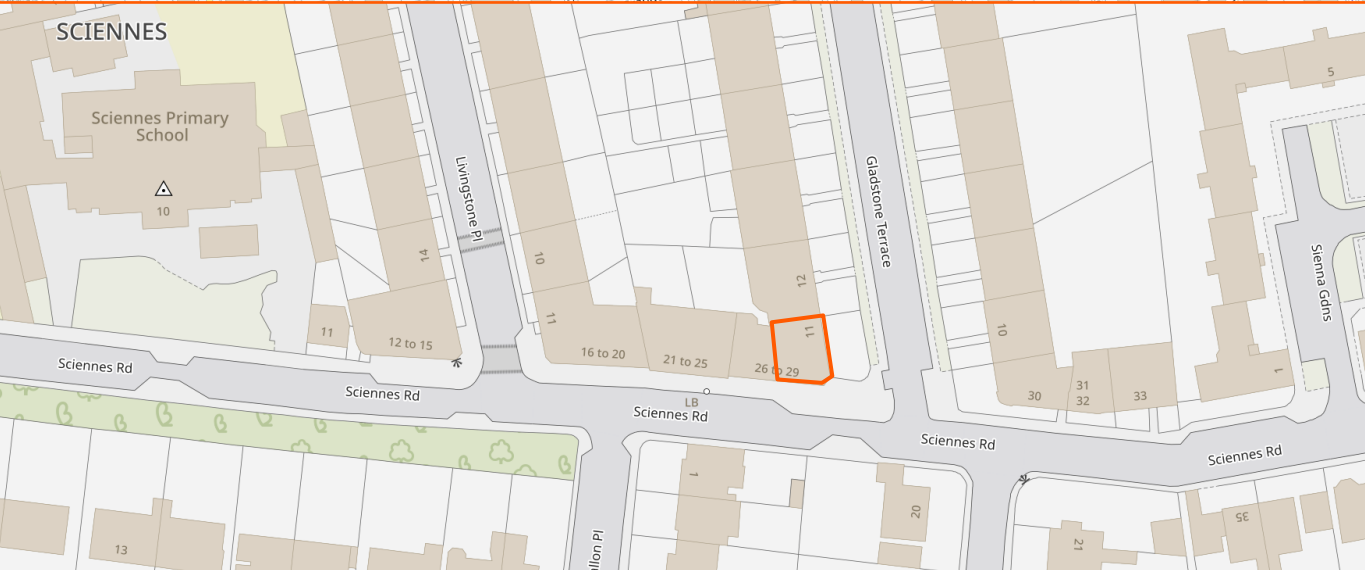 SCIENNES
5
Sciennes Primary
School
10
Livingstone Pl
Gladstone Terrace
14
10
12
Sienna Gdns
11
12 to 15
11
16 to 20
21 to 25
26 to 29
11
10
30
31
32
33
1
Sciennes Rd
Sciennes Rd
LB
Sciennes Rd
Sciennes Rd
Sciennes Rd
1
20
35
13
21
llon Pl